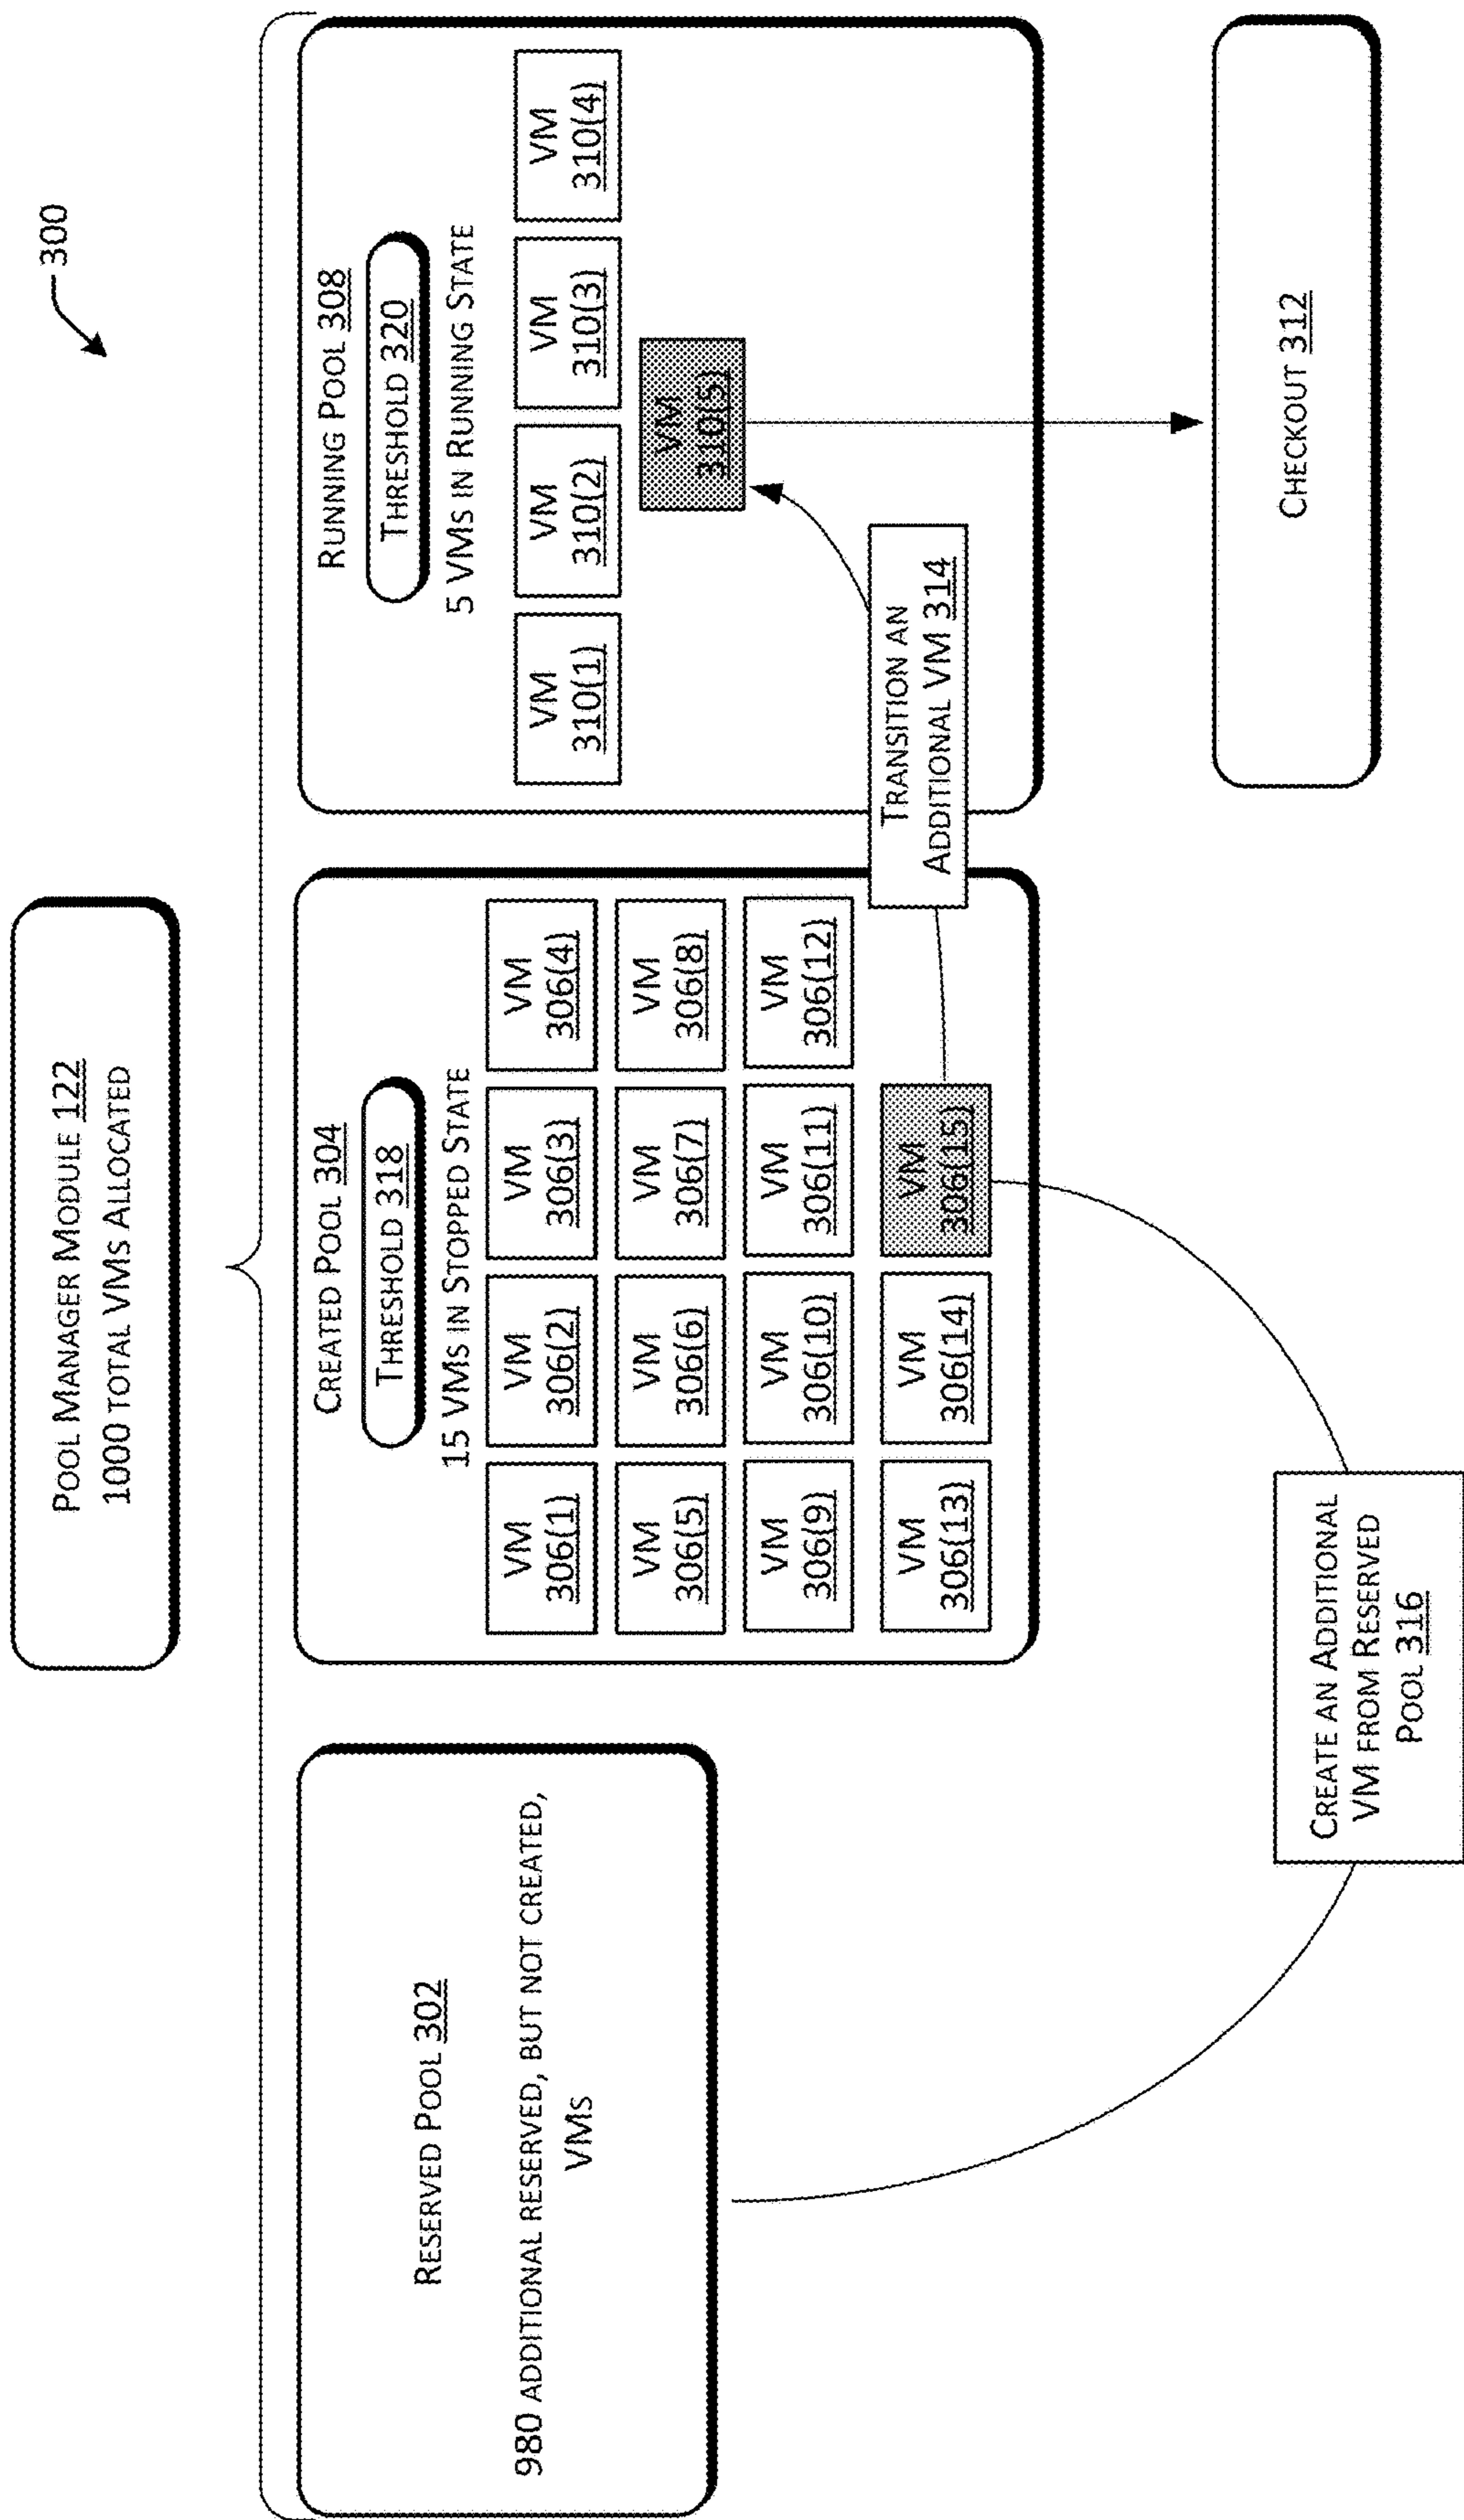 300
POOL MANAGER MODULE 122
1000 TOTAL VMS ALLOCATED
RESERVED POOL 302
980 ADDITIONAL RESERVED, BUT NOT CREATED,
VMS
CREATED POOL 304
THRESHOLD 318
15 VMS IN STOPPED STATE
VM
306(1)
VM
306(2)
VM
306(3)
VM
306(4)
VM
306(5)
VM
306(6)
VM
306(7)
VM
306(8)
VM
306(9)
VM
306(10)
VM
306(11)
VM
306(12)
VM
306(13)
VM
306(14)
VM
306(15)
RUNNING POOL 308
THRESHOLD 320
5 VMS IN RUNNING STATE
VM
310(1)
VM
310(2)
VM
310(3)
VM
310(4)
VM
310(5)
TRANSITION AN
ADDITIONAL VM 314
CREATE AN ADDITIONAL
VM FROM RESERVED
POOL 316
CHECKOUT 312